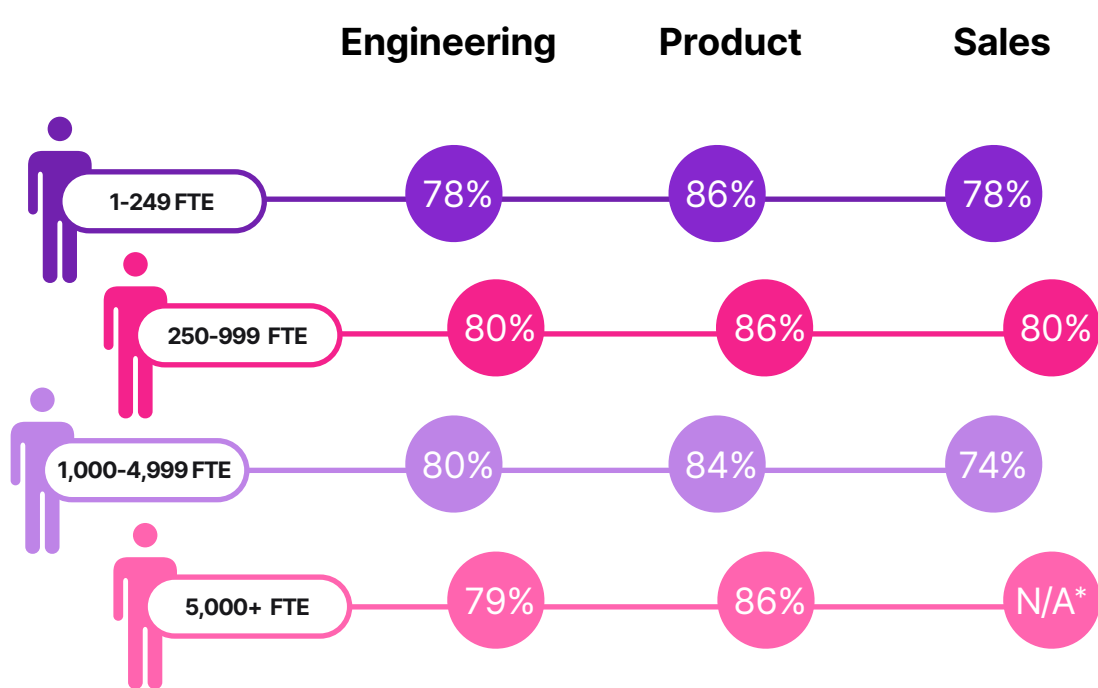 Engineering Product Sales
1-249 FTE 78% 86% 78%
250-999 FTE 80% 86% 80%
1,000-4,999 FTE 80% 84% 74%
5,000+ FTE 79% 86% N/A*